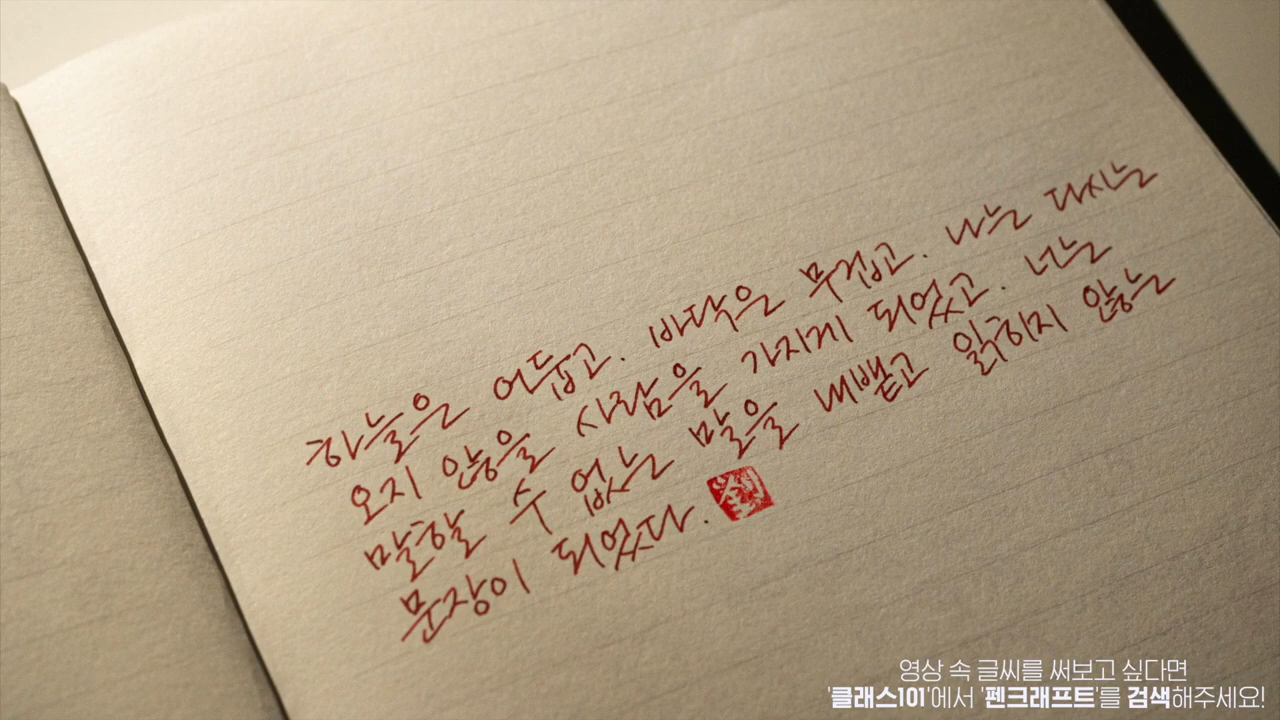 하늘은 어둡고. 바닥은 무겁고. 나는 다시는
오지 않을 사람을 가지게 되었고. 너는
말할 수 없는 말을 내뱉고 읽히지 않는
문장이 되었다.
영상 속 글씨를 써보고 싶다면
'클래스101'에서 '펜크래프트'를 검색해주세요!